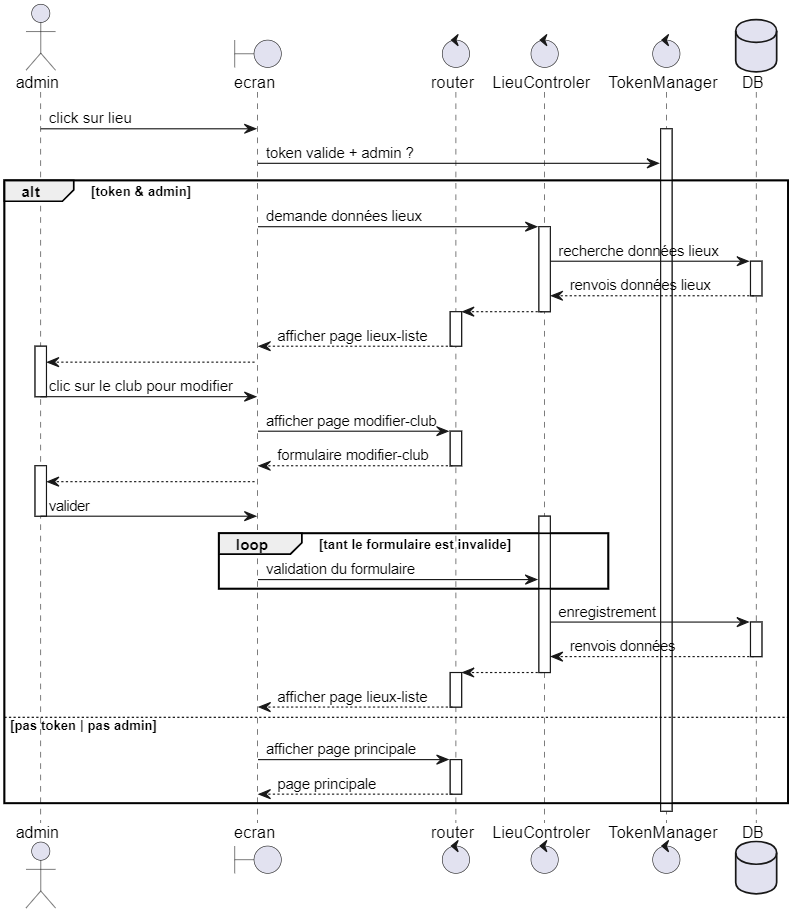 admin
ecran
router
LieuControler
TokenManager
DB
click sur lieu
token valide + admin ?
alt
[token & admin]
demande données lieux
recherche données lieux
renvois données lieux
afficher page lieux-liste
clic sur le club pour modifier
afficher page modifier-club
formulaire modifier-club
valider
loop
[tant le formulaire est invalide]
validation du formulaire
enregistrement
renvois données
afficher page lieux-liste
[pas token | pas admin]
afficher page principale
page principale
admin
ecran
router
LieuControler
TokenManager
DB